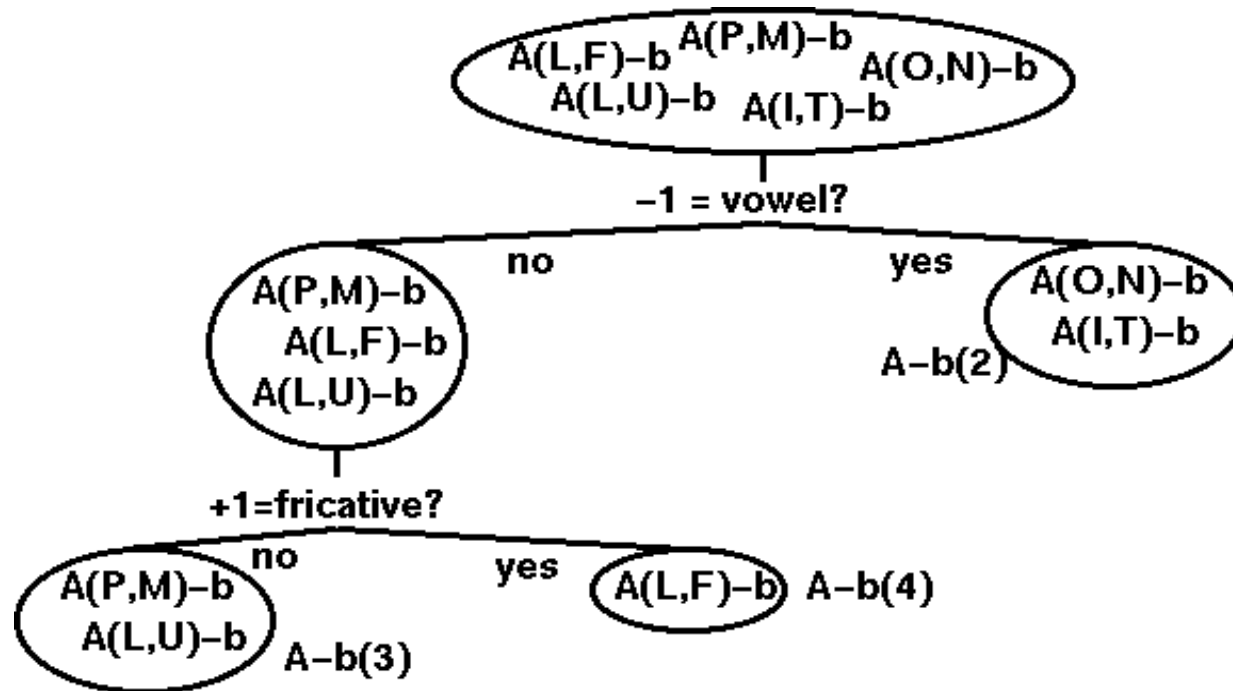 A(L,F)–b A(P,M)–b A(O,N)–b
A(L,U)–b A(I,T)–b
–1 = vowel?
no yes
A(P,M)–b
A(L,F)–b
A(L,U)–b
A(O,N)–b
A(I,T)–b
A–b(2)
+1=fricative?
no yes
A(P,M)–b
A(L,U)–b
A–b(3)
A(L,F)–b A–b(4)